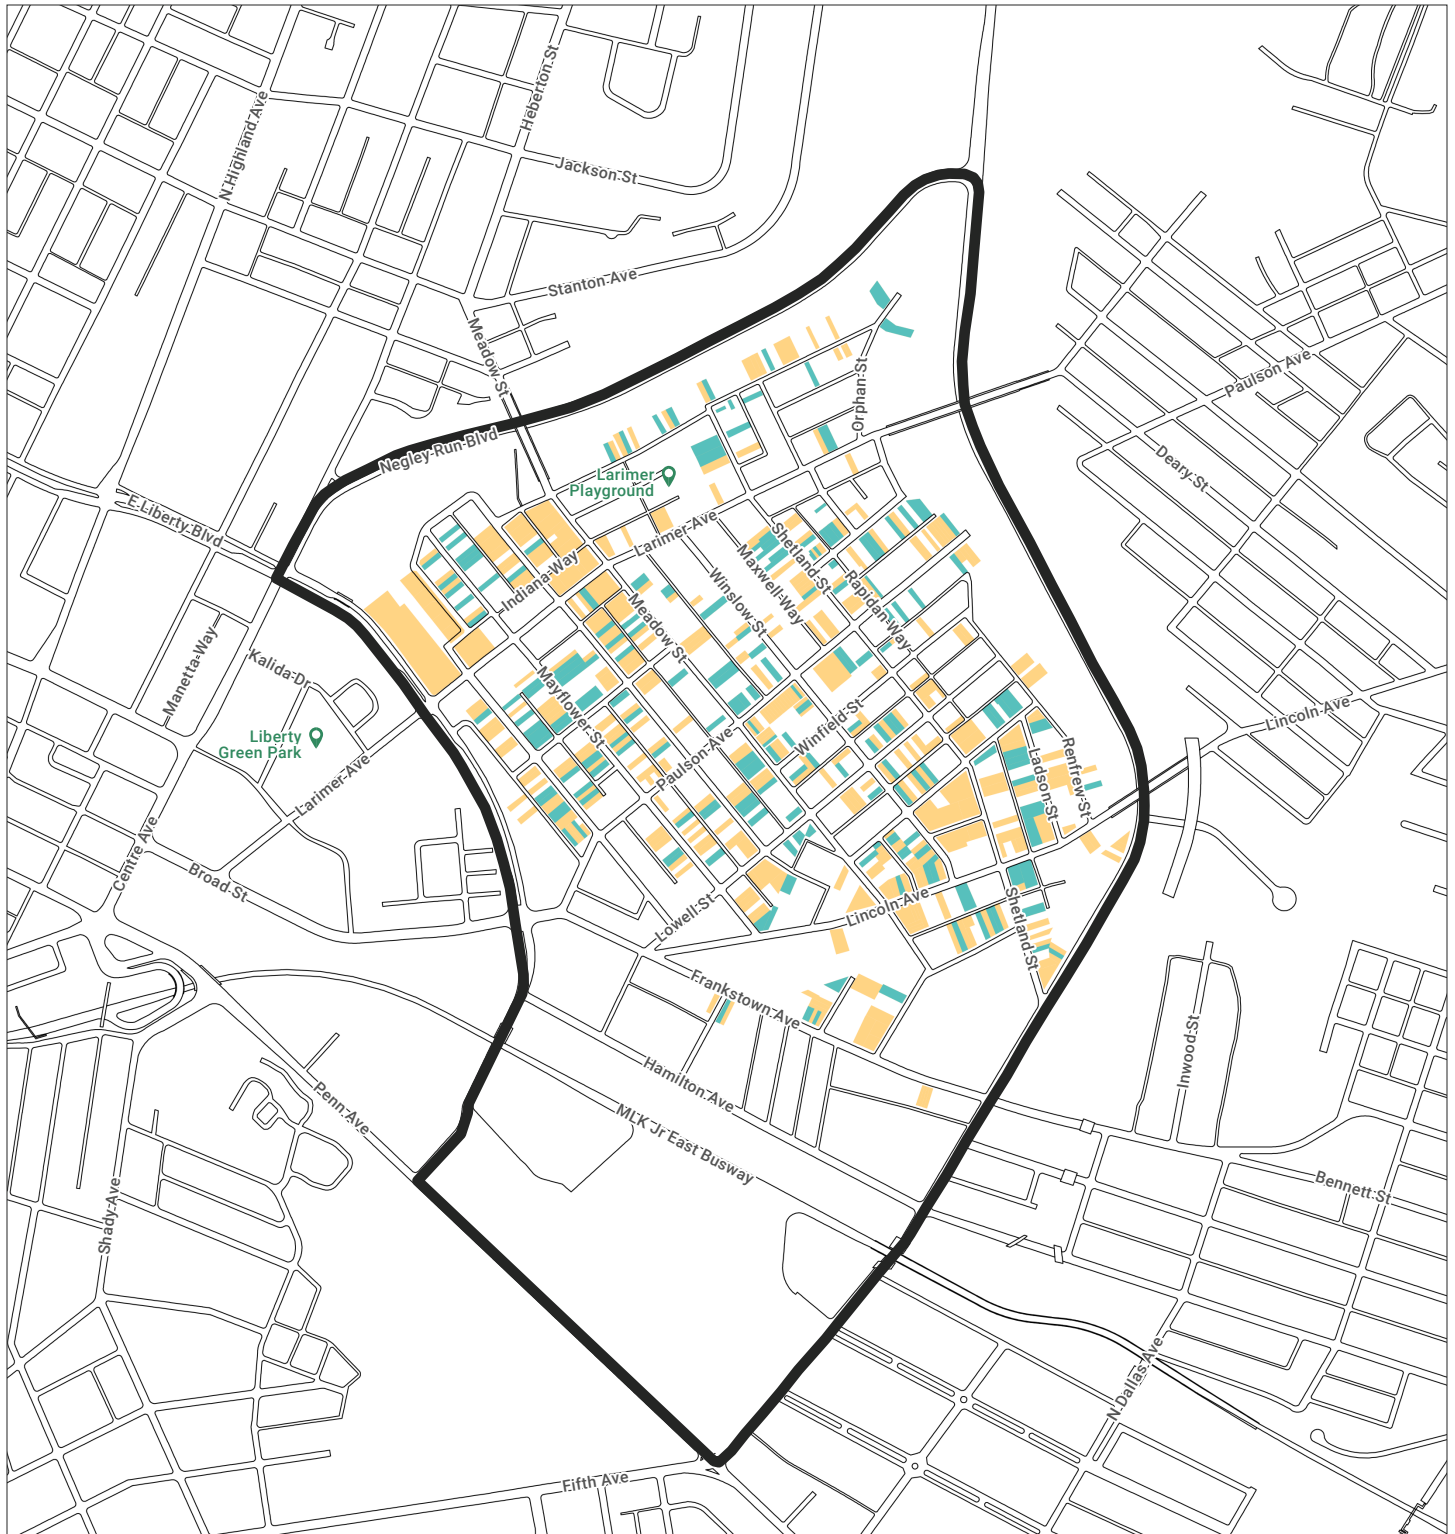 Heberton St
N Highland Ave
Jackson St
Stanton Ave
Meadow St
Orphan St
Paulson Ave
Negley Run Blvd
Deary St
Larimer
Playground
E Liberty Blvd
Larimer Ave
Shetland St
Indiana Way
Maxwell Way
Winslow St
Rapidan Way
Meadow St
Manetta Way
Kalida Dr
Mayflower St
Lincoln Ave
Winfield St
Liberty
Green Park
Paulson Ave
Renfrew St
Ladson St
Larimer Ave
Centre Ave
Broad St
Lincoln Ave
Lowell St
Shetland St
Frankstown Ave
Inwood St
Hamilton Ave
Penn Ave
MLK Jr East Busway
Bennett St
Shady Ave
N Dallas Ave
Fifth Ave